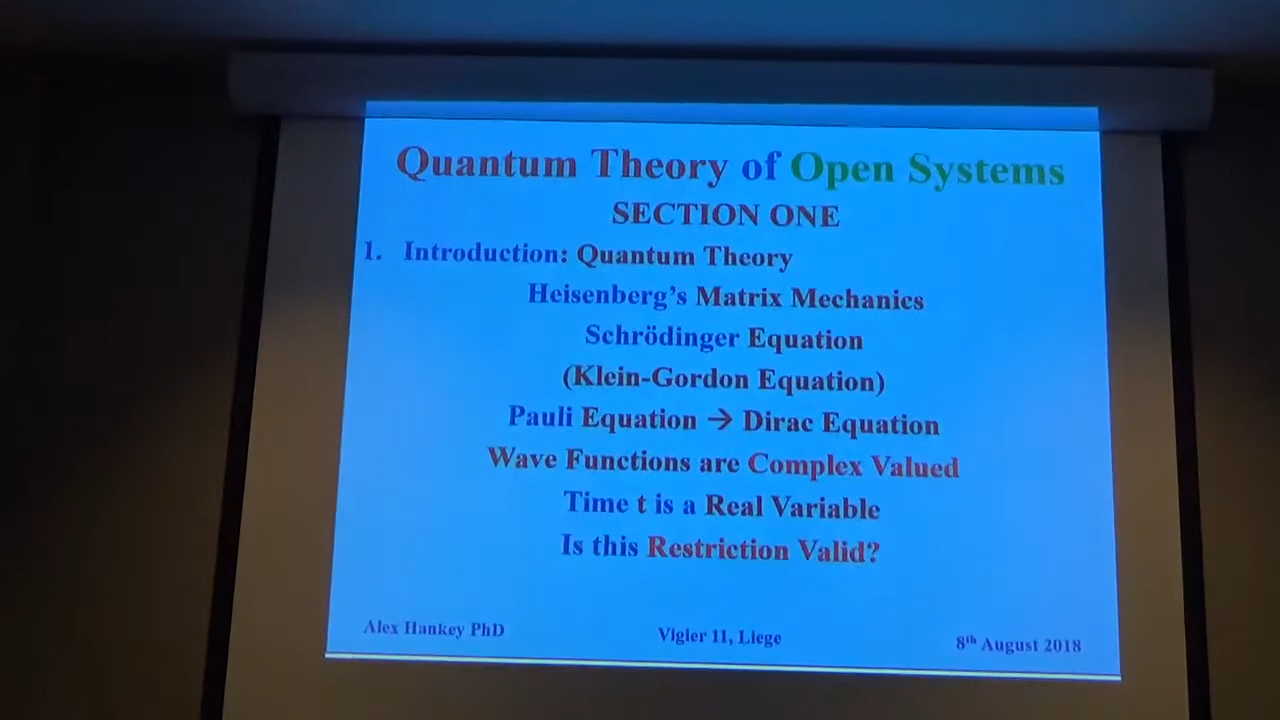 Quantum Theory of Open Systems
SECTION ONE
1. Introduction: Quantum Theory
Heisenberg's Matrix Mechanics
Schrödinger Equation
(Klein-Gordon Equation)
Pauli Equation → Dirac Equation
Wave Functions are Complex Valued
Time t is a Real Variable
Is this Restriction Valid?
Alex Hankey PhD Vigier 11, Liege 8th August 2018